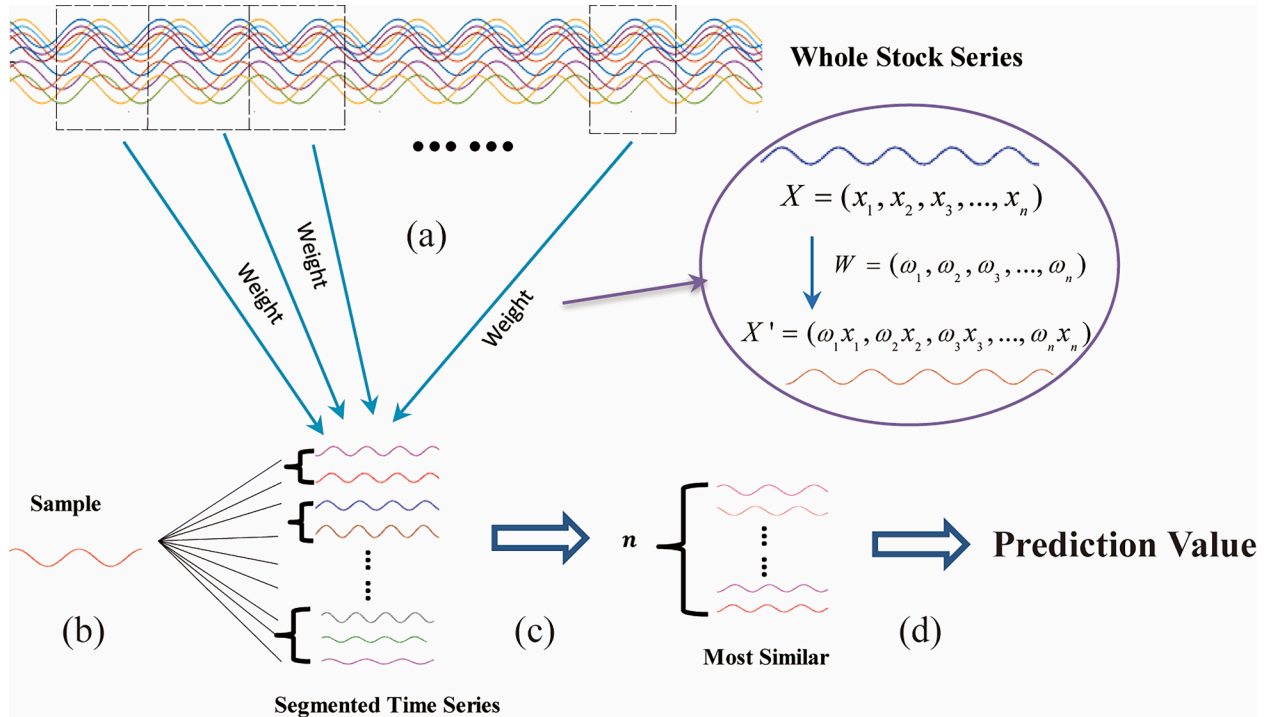 Whole Stock Series
X = (x₁, x₂, x₃, ..., xₙ)
(a)
Weight
Weight
Weight
Weight
W = (ω₁, ω₂, ω₃, ..., ωₙ)
X ' = (ω₁x₁, ω₂x₂, ω₃x₃, ..., ωₙxₙ)
Sample
n
Prediction Value
(b)
(c)
(d)
Most Similar
Segmented Time Series